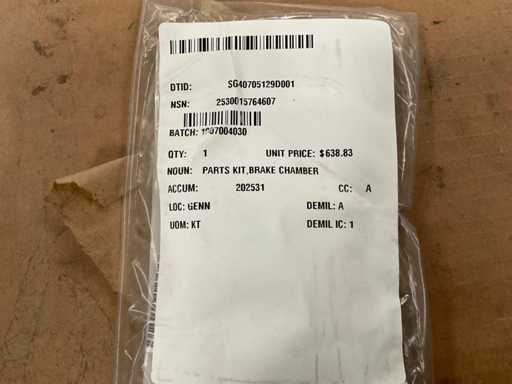 DTID: SG40705129D001
NSN: 2530015764607
BATCH: 1007004030
QTY: 1 UNIT PRICE: $638.83
NOUN: PARTS KIT,BRAKE CHAMBER
ACCUM: 202531 CC: A
LOC: GENN DEMIL: A
UOM: KT DEMIL IC: 1